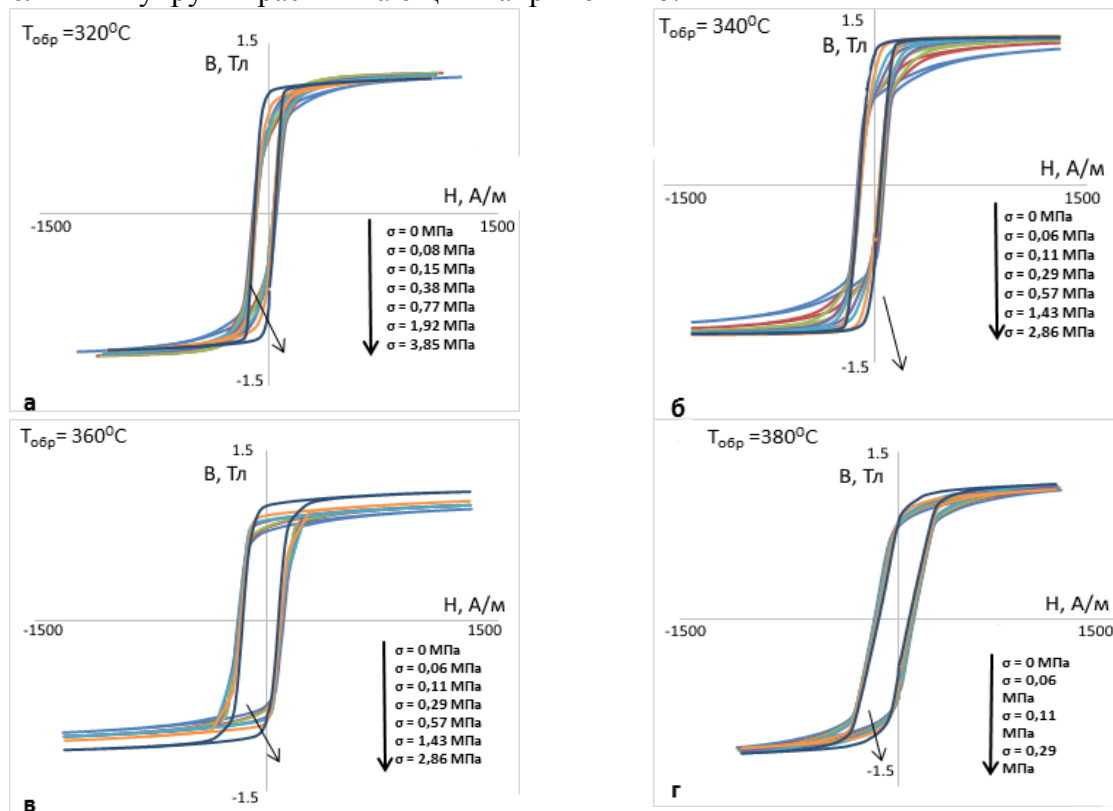 Tобр =320⁰C
1.5
В, Тл
Н, А/м
-1500
1500
σ = 0 МПа
σ = 0,08 МПа
σ = 0,15 МПа
σ = 0,38 МПа
σ = 0,77 МПа
σ = 1,92 МПа
σ = 3,85 МПа
-1.5
а
Tобр= 340⁰C
1.5
В, Тл
Н, А/м
-1500
1500
σ = 0 МПа
σ = 0,06 МПа
σ = 0,11 МПа
σ = 0,29 МПа
σ = 0,57 МПа
σ = 1,43 МПа
σ = 2,86 МПа
-1.5
б
Tобр= 360⁰C
1.5
В, Тл
Н, А/м
-1500
1500
σ = 0 МПа
σ = 0,06 МПа
σ = 0,11 МПа
σ = 0,29 МПа
σ = 0,57 МПа
σ = 1,43 МПа
σ = 2,86 МПа
-1.5
в
Tобр=380⁰C
1.5
В, Тл
Н, А/м
-1500
1500
σ = 0 МПа
σ = 0,06
МПа
σ = 0,11
МПа
σ = 0,29
МПа
-1.5
г